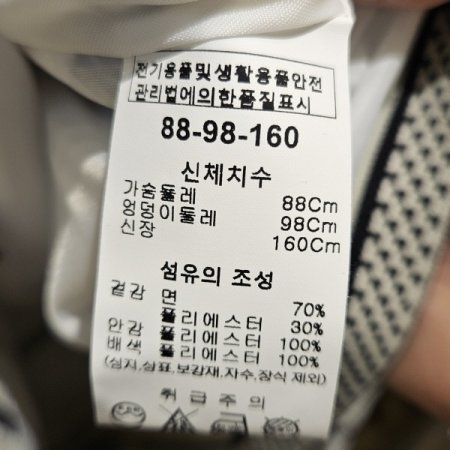 전기용품및생활용품안전
관리법에의한품질표시
88-98-160
신체치수
가슴둘레 88Cm
엉덩이둘레 98Cm
신장 160Cm
섬유의 조성
겉감 면 70%
폴리에스터 30%
안감 폴리에스터 100%
배색 폴리에스터 100%
(심지,상표,보강재,자수,장식 제외)
취급주의